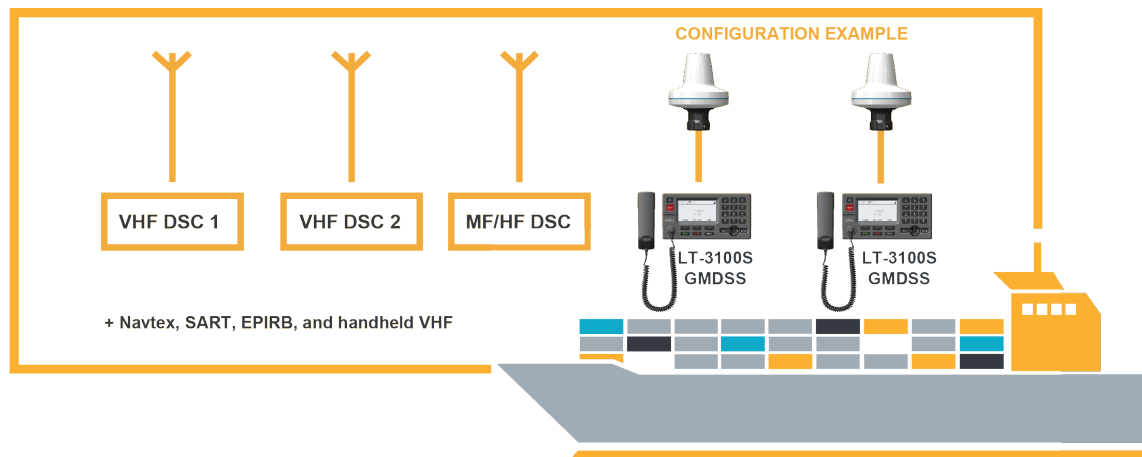 CONFIGURATION EXAMPLE
VHF DSC 1
VHF DSC 2
MF/HF DSC
LT-3100S
GMDSS
LT-3100S
GMDSS
+ Navtex, SART, EPIRB, and handheld VHF